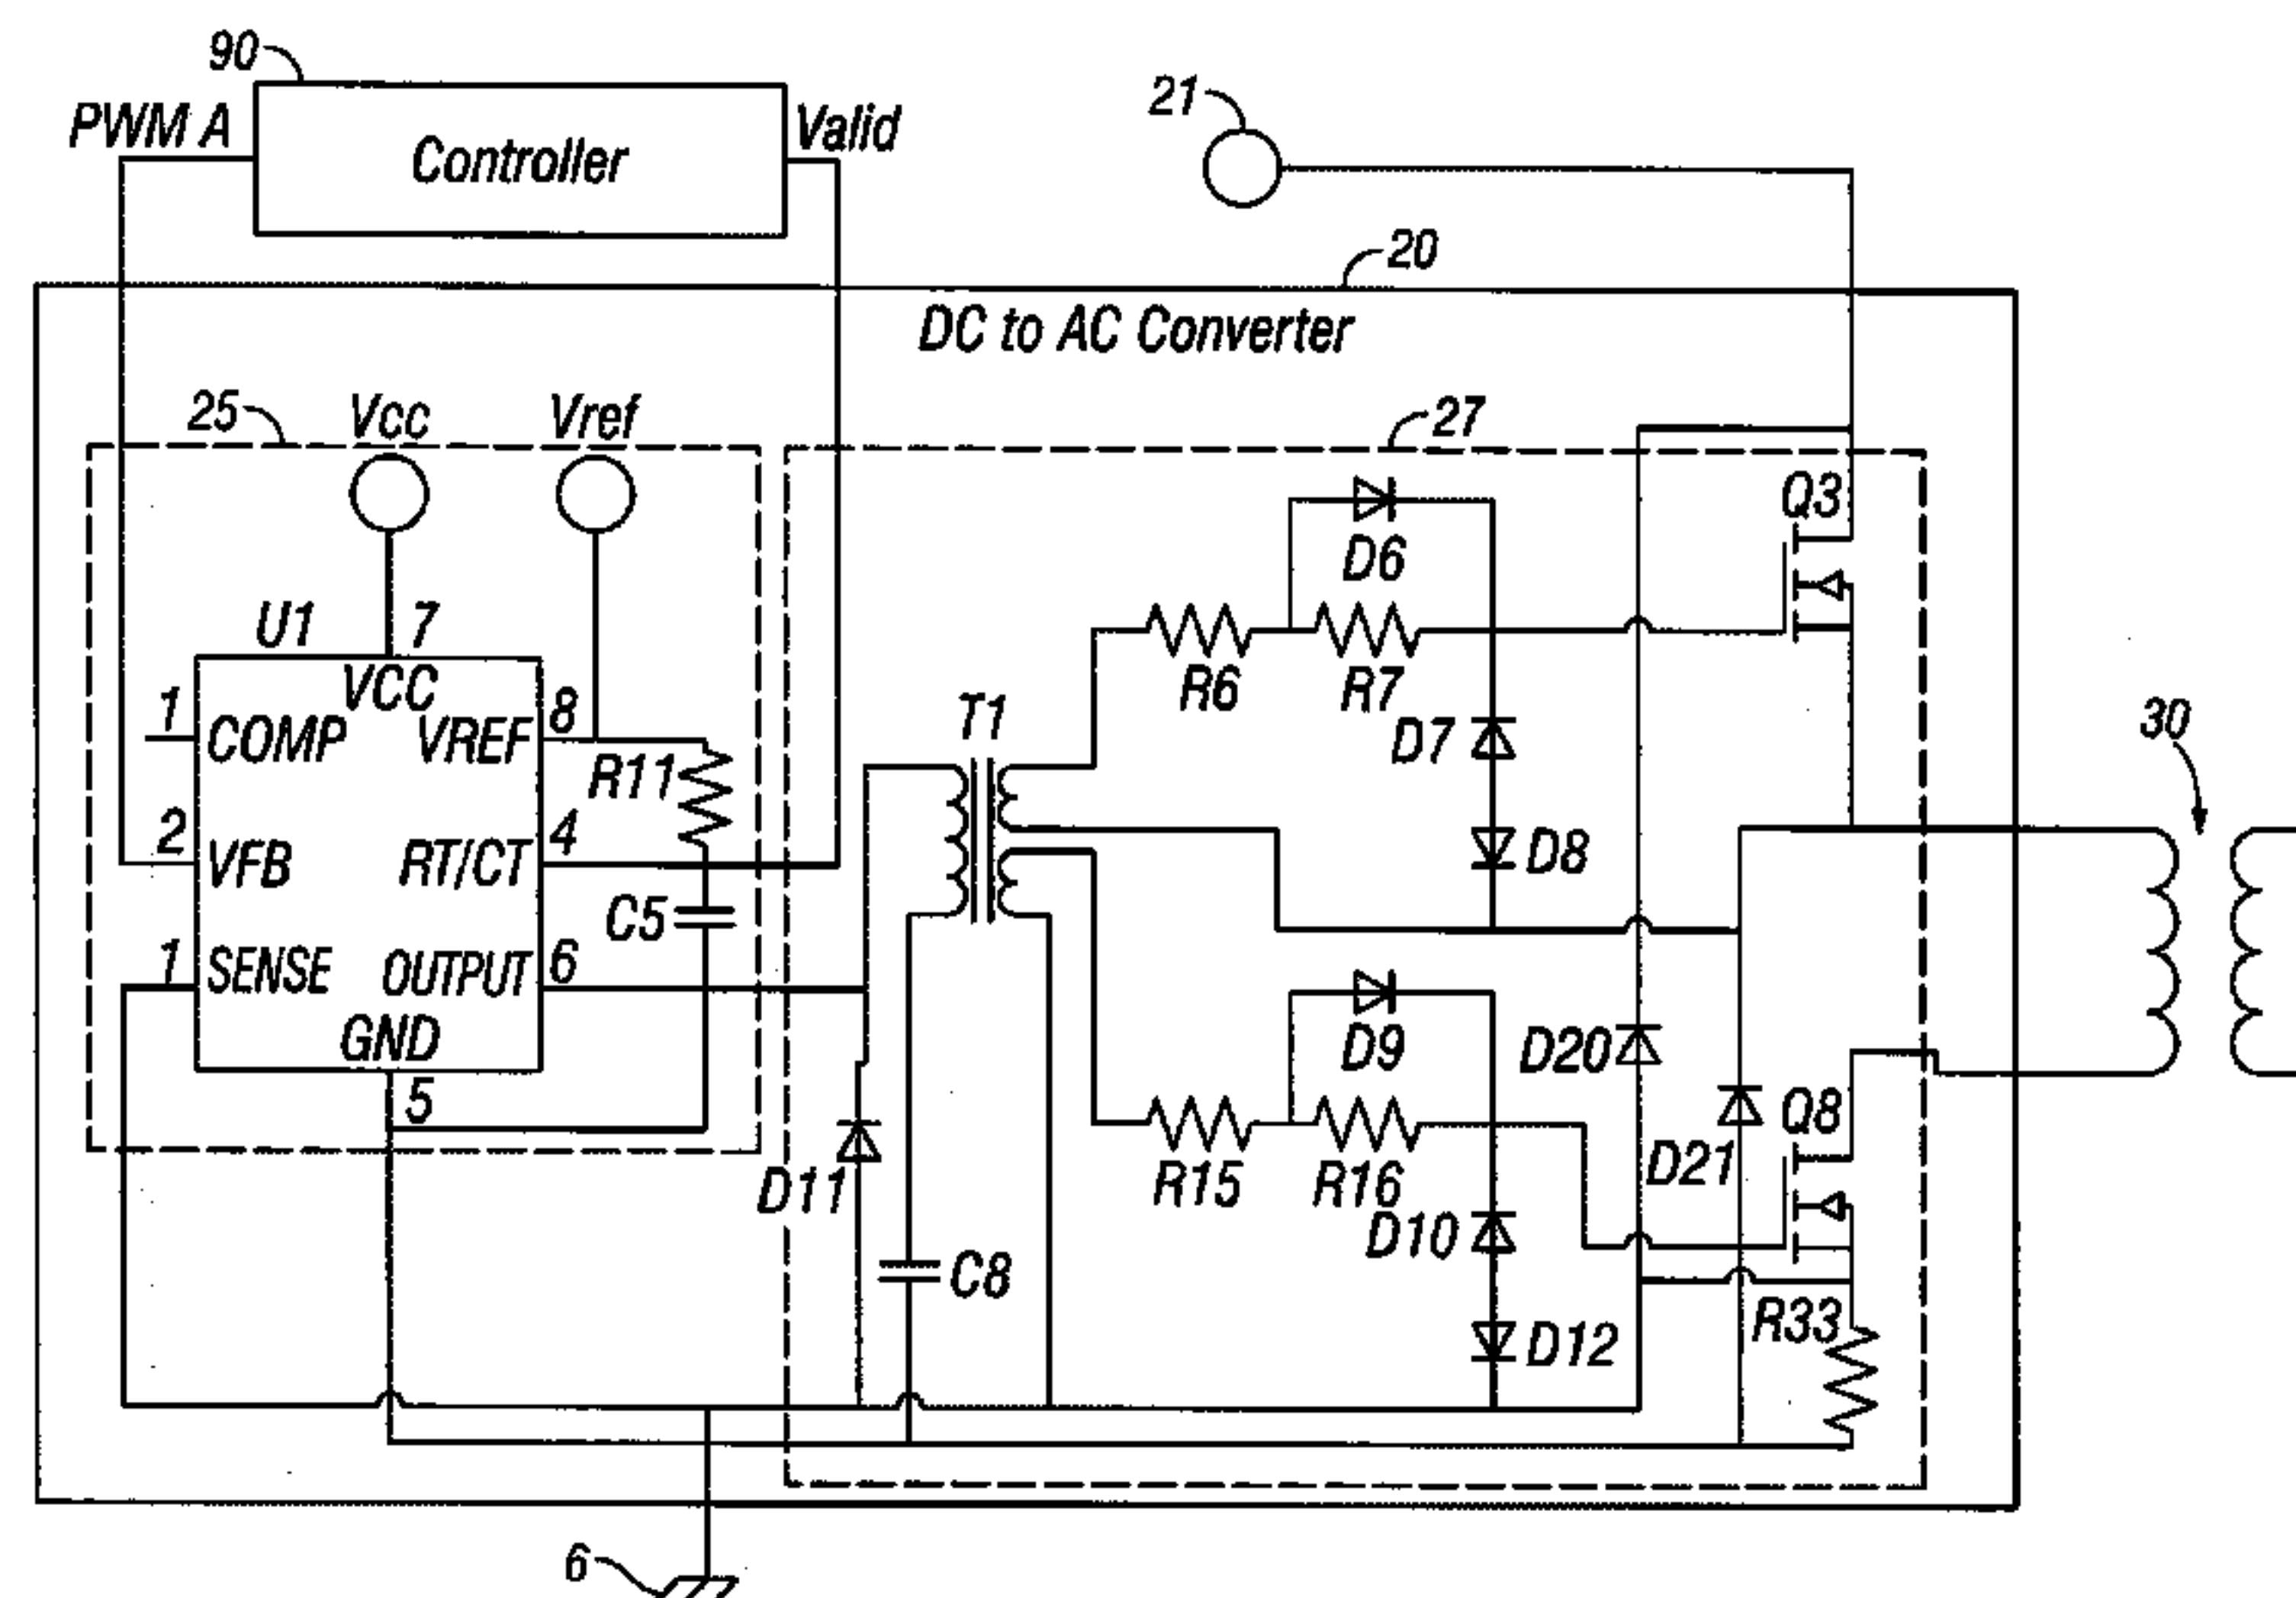 90
PWM A
Controller
Valid
21
20
DC to AC Converter
25
Vcc
Vref
27
Q3
D6
U1
7
R6
R7
VCC
1
COMP
VREF
8
R11
T1
D7
30
2
VFB
RT/CT
4
D8
C5
1
SENSE
OUTPUT
6
GND
D9
D20
5
Q8
D11
R15
R16
D21
D10
C8
D12
R33
6